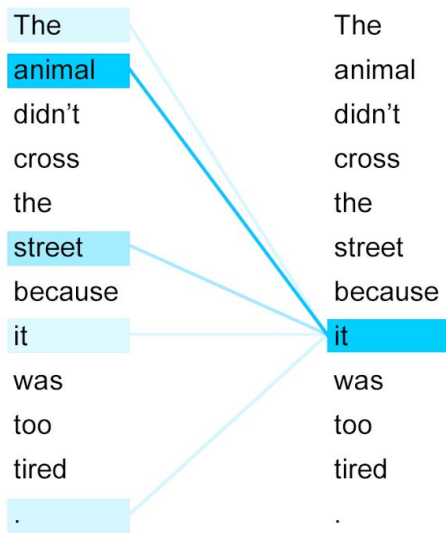 The The
animal animal
didn’t didn’t
cross cross
the the
street street
because because
it it
was was
too too
tired tired
. .